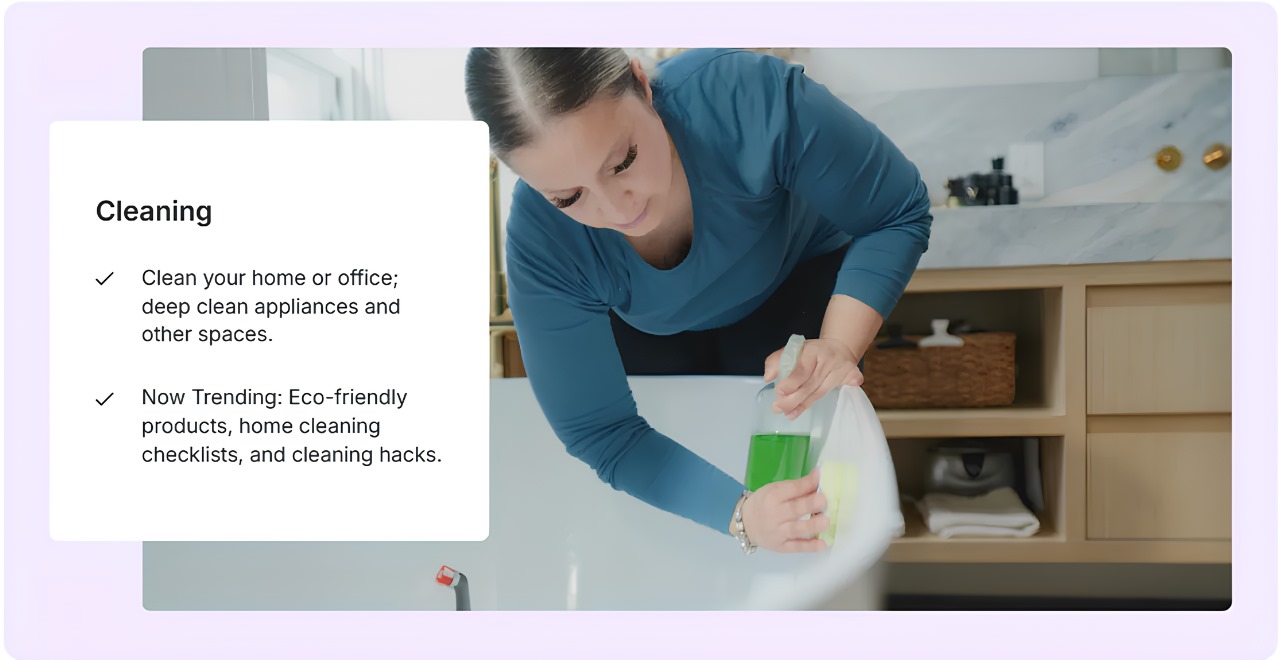 Cleaning
Clean your home or office;
deep clean appliances and
other spaces.
Now Trending: Eco-friendly
products, home cleaning
checklists, and cleaning hacks.